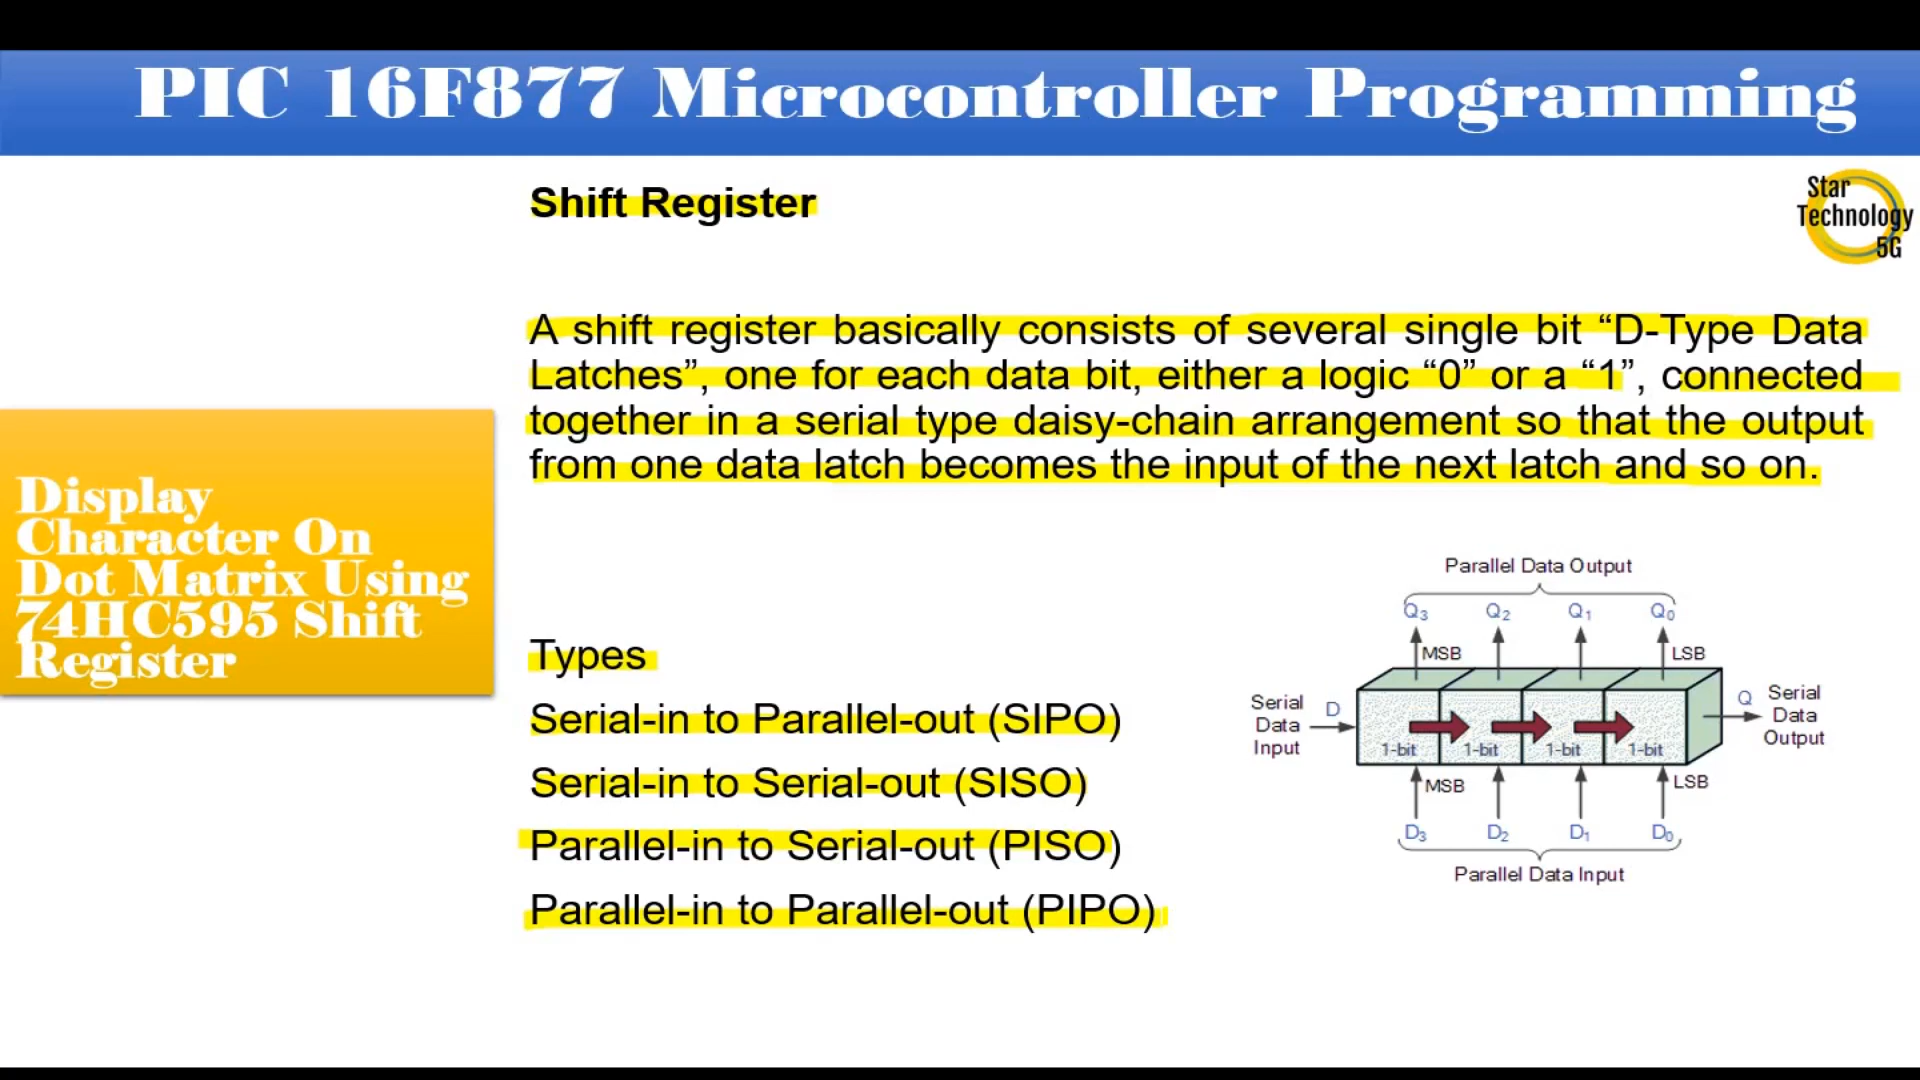 PIC 16F877 Microcontroller Programming
Star
Technology
5G
Shift Register
A shift register basically consists of several single bit “D-Type Data
Latches”, one for each data bit, either a logic “0” or a “1”, connected
together in a serial type daisy-chain arrangement so that the output
from one data latch becomes the input of the next latch and so on.
Display
Character On
Dot Matrix Using
74HC595 Shift
Register
Types
Serial-in to Parallel-out (SIPO)
Serial-in to Serial-out (SISO)
Parallel-in to Serial-out (PISO)
Parallel-in to Parallel-out (PIPO)
Parallel Data Output
Q3 Q2 Q1 Q0
MSB LSB
Serial
Data
Input
D
1-bit 1-bit 1-bit 1-bit
Q
Serial
Data
Output
MSB LSB
D3 D2 D1 D0
Parallel Data Input